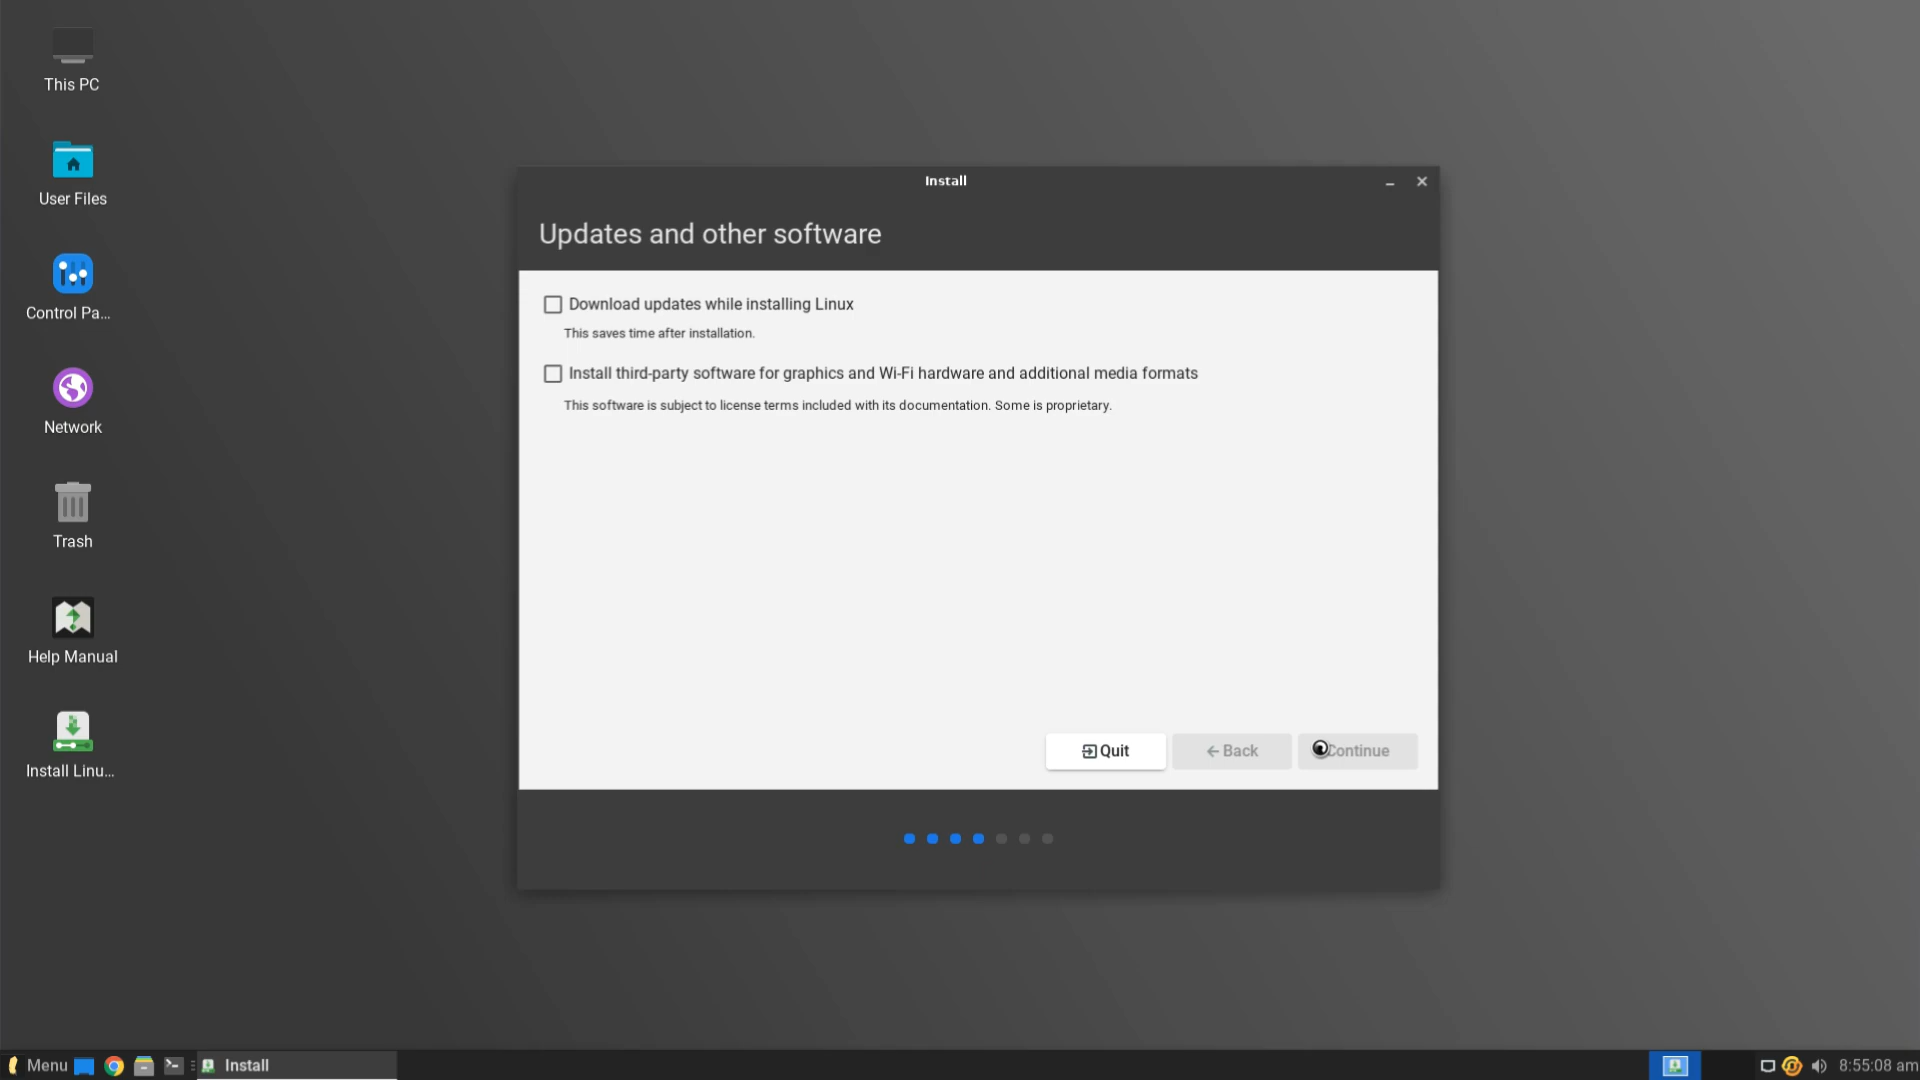 This PC
User Files
Control Pa...
Network
Trash
Help Manual
Install Linu...
Install
Updates and other software
Download updates while installing Linux
This saves time after installation.
Install third-party software for graphics and Wi-Fi hardware and additional media formats
This software is subject to license terms included with its documentation. Some is proprietary.
Quit
Back
Continue
Menu
Install
8:55:08 am